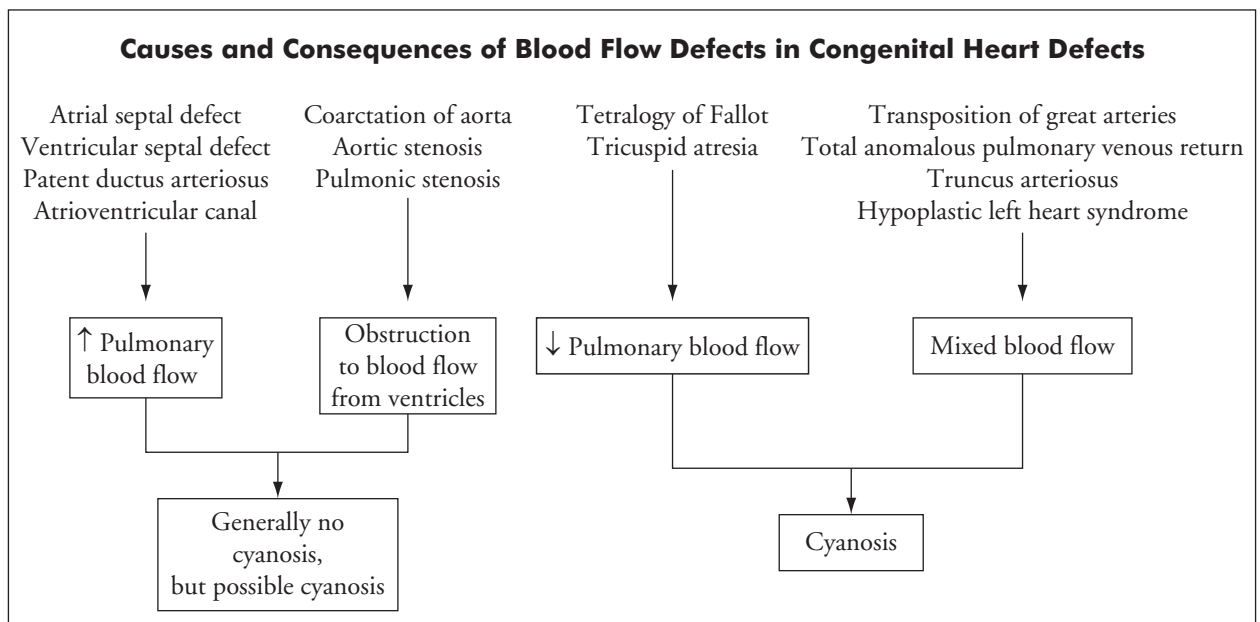 Causes and Consequences of Blood Flow Defects in Congenital Heart Defects
Atrial septal defect
Ventricular septal defect
Patent ductus arteriosus
Atrioventricular canal
Coarctation of aorta
Aortic stenosis
Pulmonic stenosis
Tetralogy of Fallot
Tricuspid atresia
Transposition of great arteries
Total anomalous pulmonary venous return
Truncus arteriosus
Hypoplastic left heart syndrome
↑ Pulmonary
blood flow
Obstruction
to blood flow
from ventricles
↓ Pulmonary blood flow
Mixed blood flow
Generally no
cyanosis,
but possible cyanosis
Cyanosis